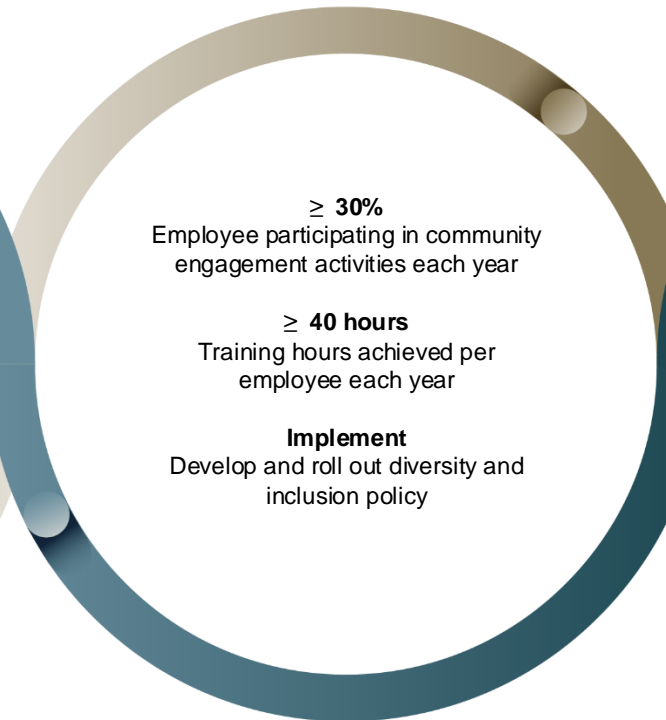 ≥ 30%
Employee participating in community
engagement activities each year
≥ 40 hours
Training hours achieved per
employee each year
Implement
Develop and roll out diversity and
inclusion policy